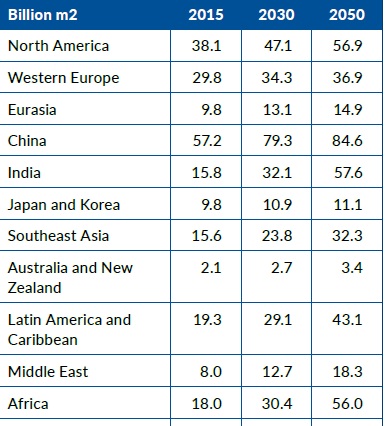 Billion m2 2015 2030 2050
North America 38.1 47.1 56.9
Western Europe 29.8 34.3 36.9
Eurasia 9.8 13.1 14.9
China 57.2 79.3 84.6
India 15.8 32.1 57.6
Japan and Korea 9.8 10.9 11.1
Southeast Asia 15.6 23.8 32.3
Australia and New 2.1 2.7 3.4
Zealand
Latin America and 19.3 29.1 43.1
Caribbean
Middle East 8.0 12.7 18.3
Africa 18.0 30.4 56.0